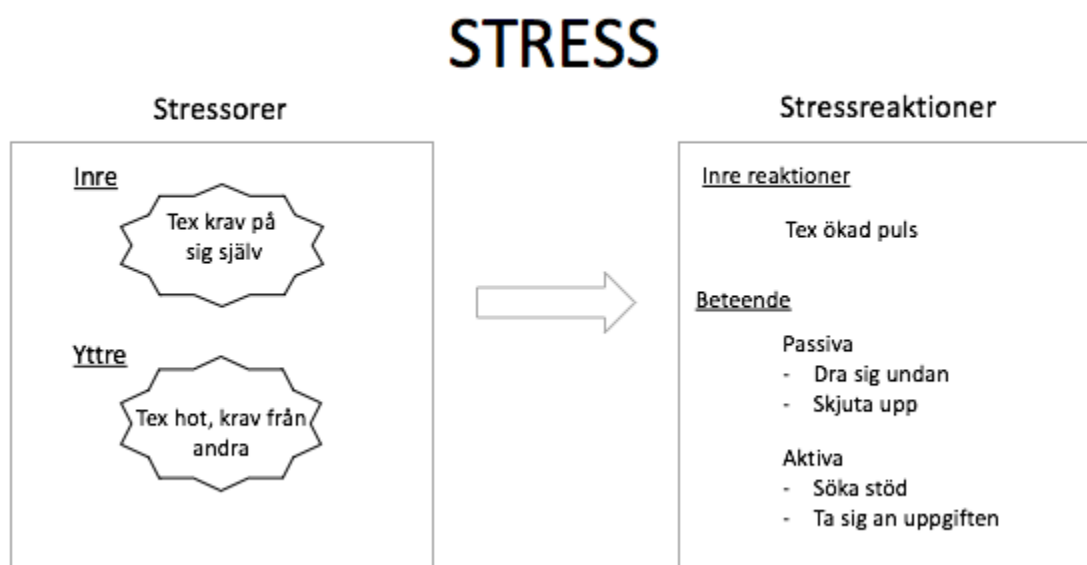 STRESS
Stressorer
Inre
Tex krav på
sig själv
Yttre
Tex hot, krav från
andra
Stressreaktioner
Inre reaktioner
Tex ökad puls
Beteende
Passiva
- Dra sig undan
- Skjuta upp
Aktiva
- Söka stöd
- Ta sig an uppgiften